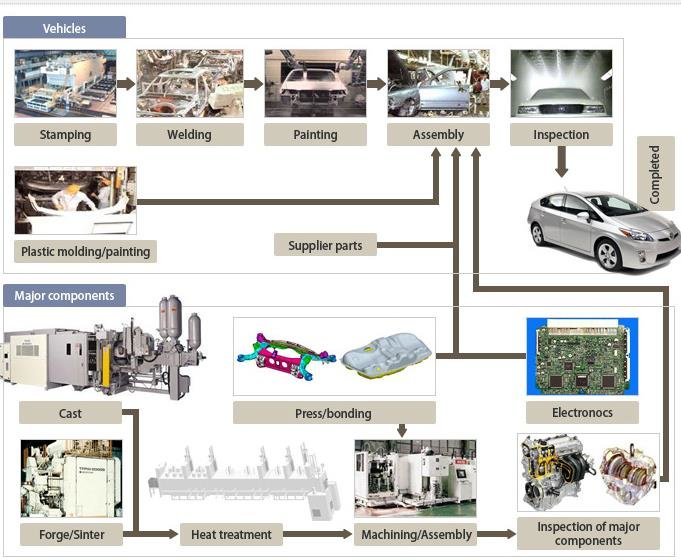 Vehicles
Stamping
Welding
Painting
Assembly
Inspection
Completed
Plastic molding/painting
Supplier parts
Major components
Cast
Press/bonding
Electronocs
Forge/Sinter
Heat treatment
Machining/Assembly
Inspection of major
components